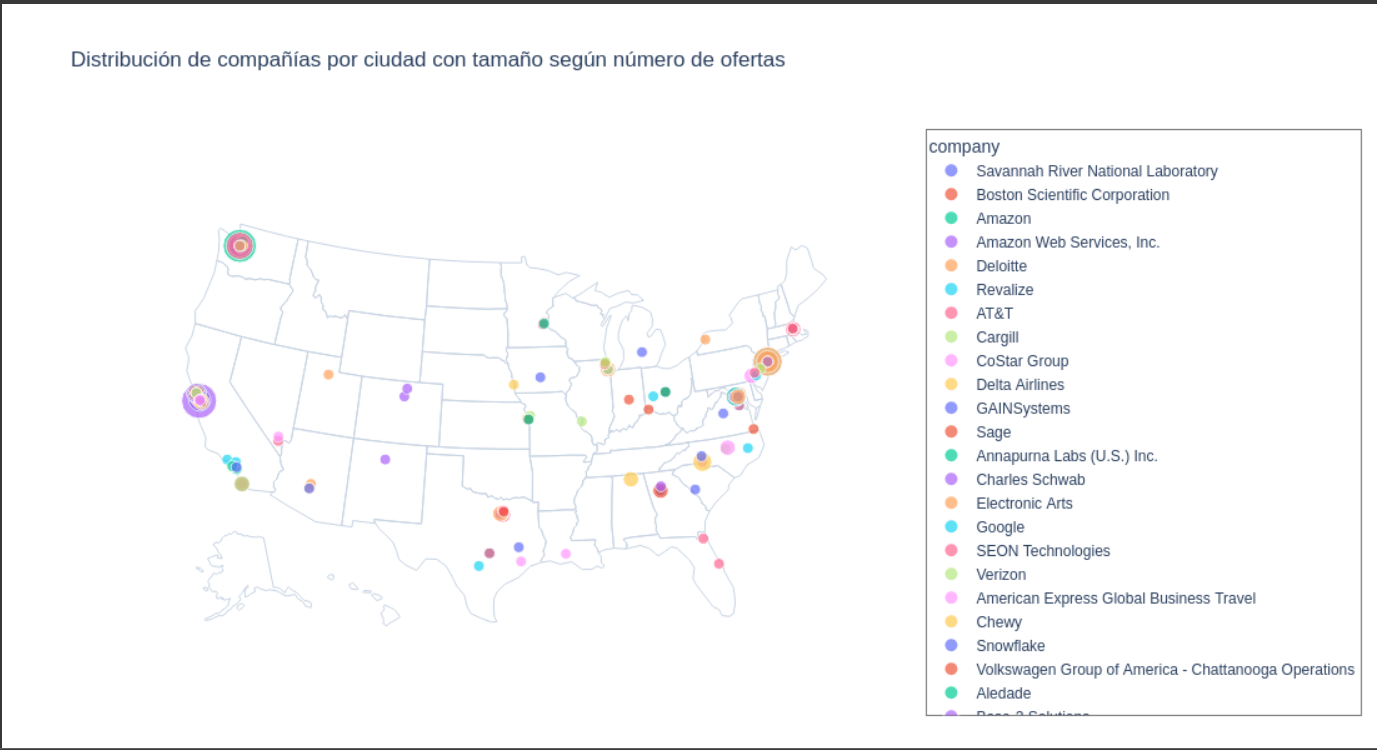 Distribución de compañías por ciudad con tamaño según número de ofertas
company
Savannah River National Laboratory
Boston Scientific Corporation
Amazon
Amazon Web Services, Inc.
Deloitte
Revalize
AT&T
Cargill
CoStar Group
Delta Airlines
GAINSystems
Sage
Annapurna Labs (U.S.) Inc.
Charles Schwab
Electronic Arts
Google
SEON Technologies
Verizon
American Express Global Business Travel
Chewy
Snowflake
Volkswagen Group of America - Chattanooga Operations
Aledade